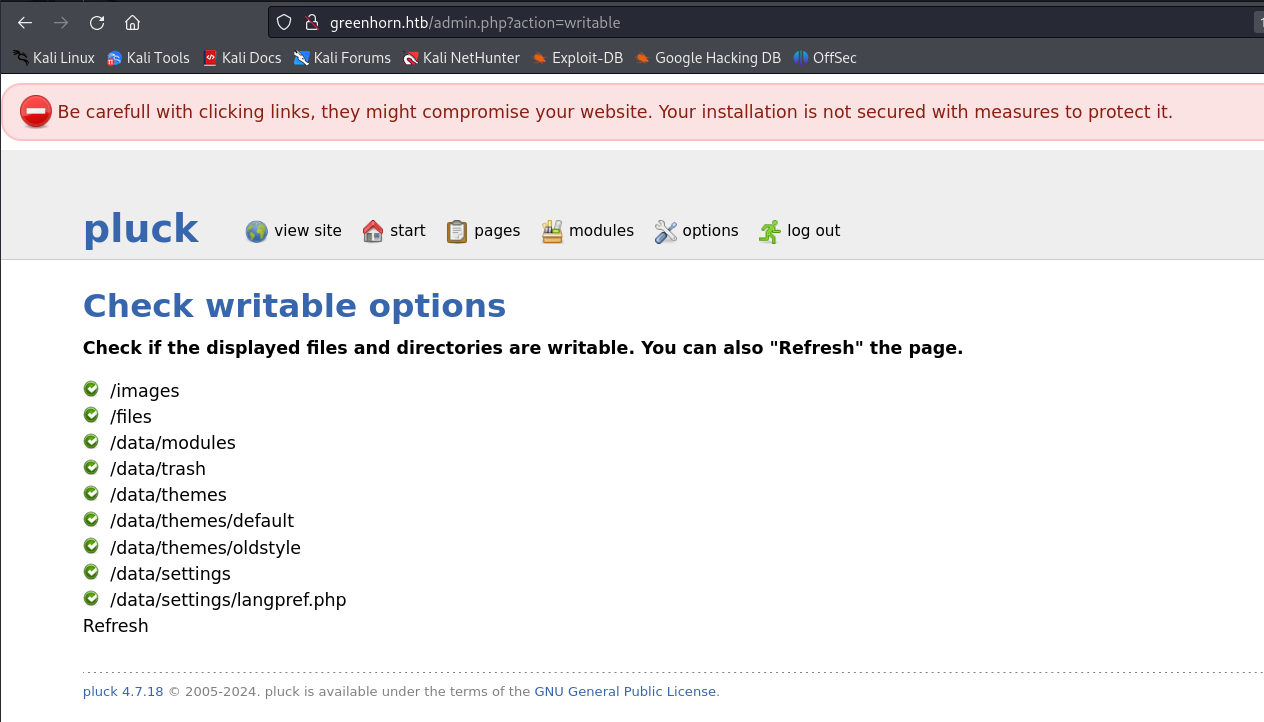 greenhorn.htb/admin.php?action=writable
Kali Linux Kali Tools Kali Docs Kali Forums Kali NetHunter Exploit-DB Google Hacking DB OffSec
Be carefull with clicking links, they might compromise your website. Your installation is not secured with measures to protect it.
pluck view site start pages modules options log out
Check writable options
Check if the displayed files and directories are writable. You can also "Refresh" the page.
/images
/files
/data/modules
/data/trash
/data/themes
/data/themes/default
/data/themes/oldstyle
/data/settings
/data/settings/langpref.php
Refresh
pluck 4.7.18 © 2005-2024. pluck is available under the terms of the GNU General Public License.